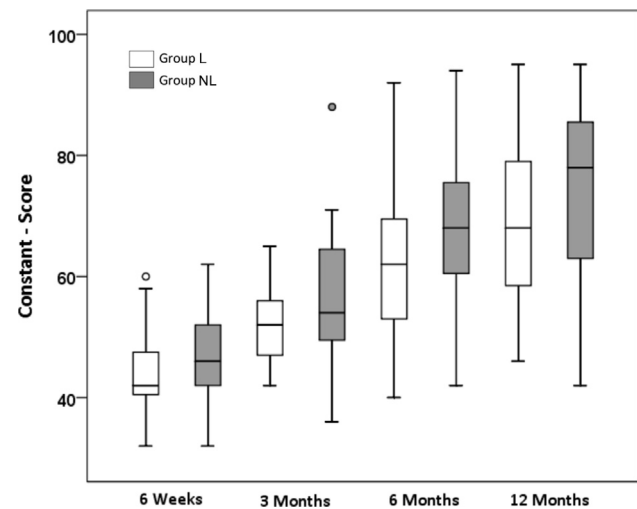 100
80
60
40
Constant - Score
Group L
Group NL
6 Weeks
3 Months
6 Months
12 Months